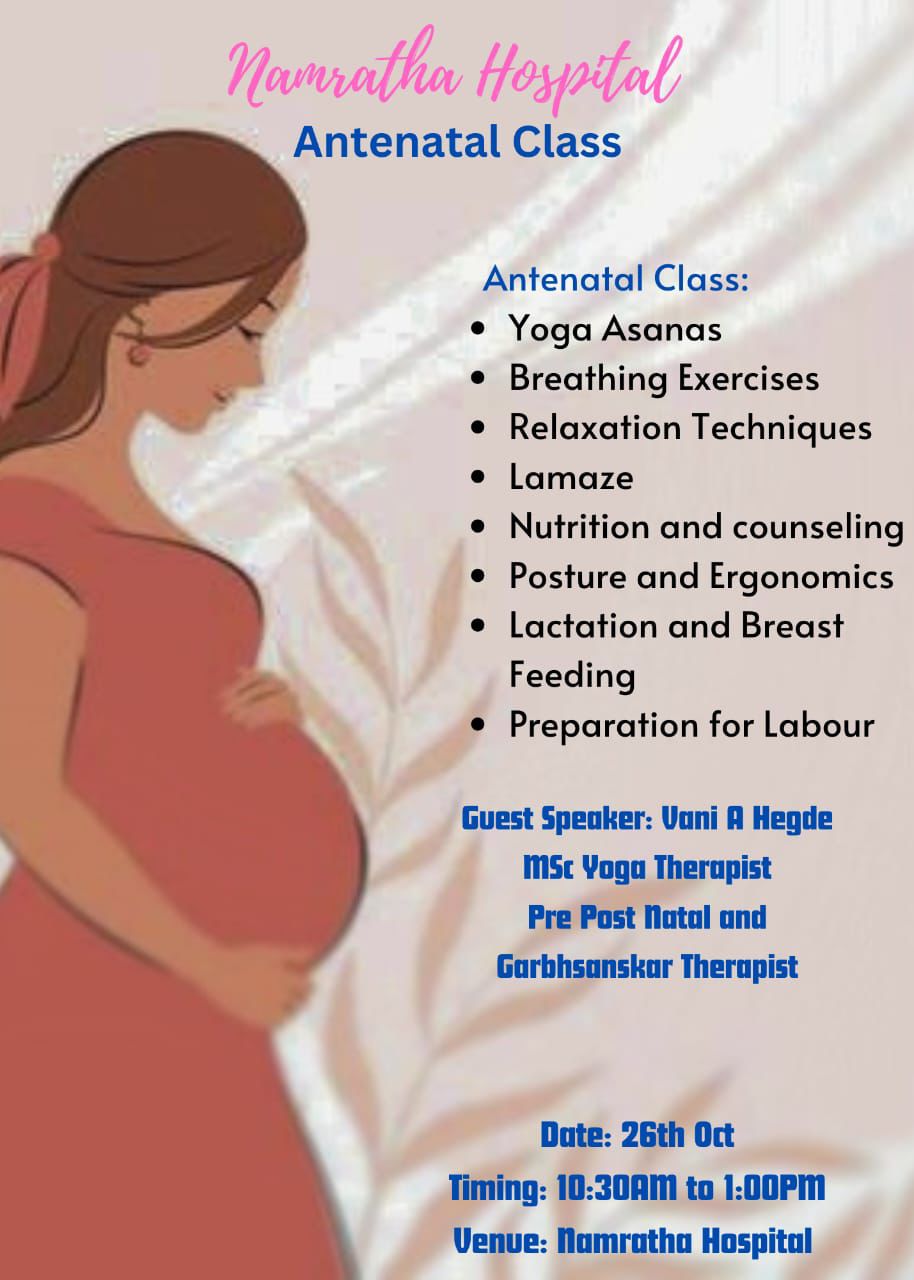 Namratha Hospital
Antenatal Class
Antenatal Class:
• Yoga Asanas
• Breathing Exercises
• Relaxation Techniques
• Lamaze
• Nutrition and counseling
• Posture and Ergonomics
• Lactation and Breast
Feeding
• Preparation for Labour
Guest Speaker: Vani A Hegde
MSc Yoga Therapist
Pre Post Natal and
Garbhsanskar Therapist
Date: 26th Oct
Timing: 10:30AM to 1:00PM
Venue: Namratha Hospital